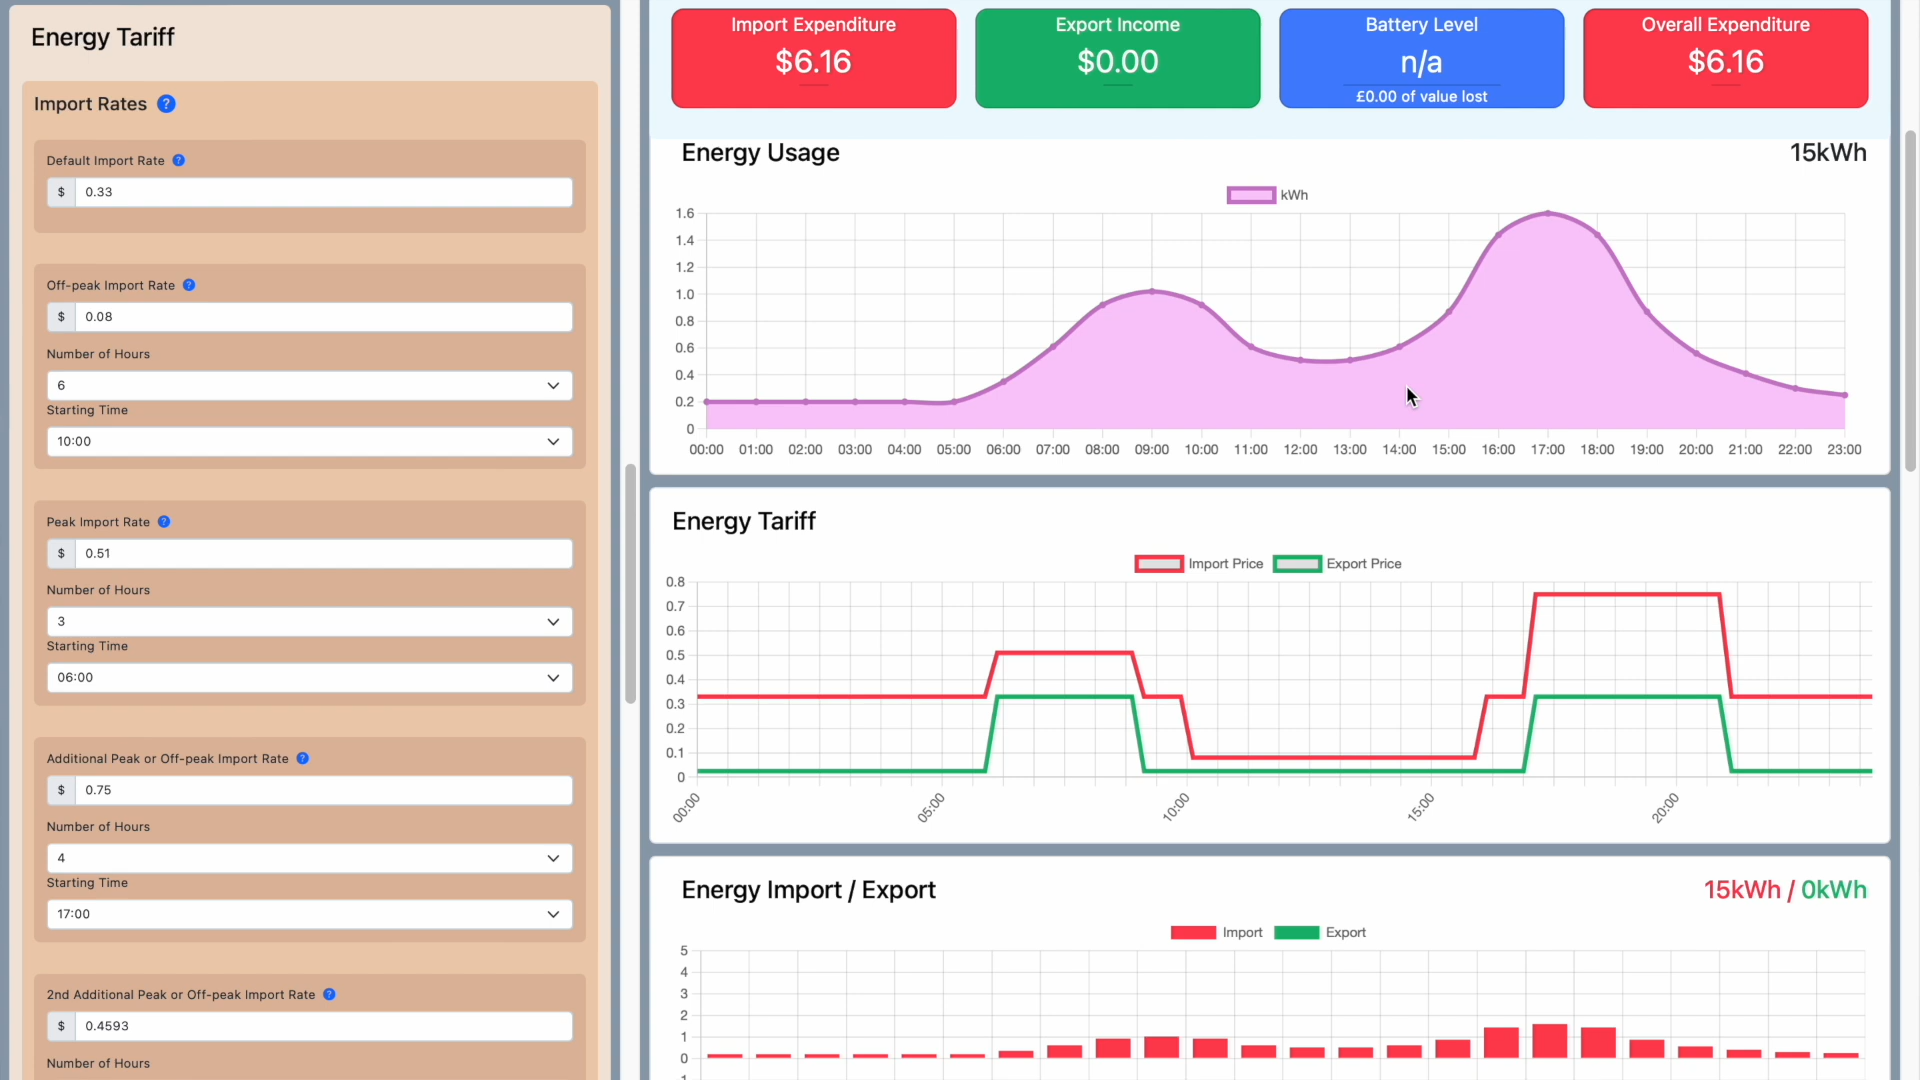 Energy Tariff
Import Rates ?
Default Import Rate ?
$ 0.33
Off-peak Import Rate ?
$ 0.08
Number of Hours
6
Starting Time
10:00
Peak Import Rate ?
$ 0.51
Number of Hours
3
Starting Time
06:00
Additional Peak or Off-peak Import Rate ?
$ 0.75
Number of Hours
4
Starting Time
17:00
2nd Additional Peak or Off-peak Import Rate ?
$ 0.4593
Number of Hours
Import Expenditure
$6.16
Export Income
$0.00
Battery Level
n/a
£0.00 of value lost
Overall Expenditure
$6.16
Energy Usage
15kWh
kWh
1.6
1.4
1.2
1.0
0.8
0.6
0.4
0.2
0
00:00 01:00 02:00 03:00 04:00 05:00 06:00 07:00 08:00 09:00 10:00 11:00 12:00 13:00 14:00 15:00 16:00 17:00 18:00 19:00 20:00 21:00 22:00 23:00
Energy Tariff
Import Price Export Price
0.8
0.7
0.6
0.5
0.4
0.3
0.2
0.1
0
00:00 05:00 10:00 15:00 20:00
Energy Import / Export
15kWh / 0kWh
Import Export
5
4
3
2
1
0